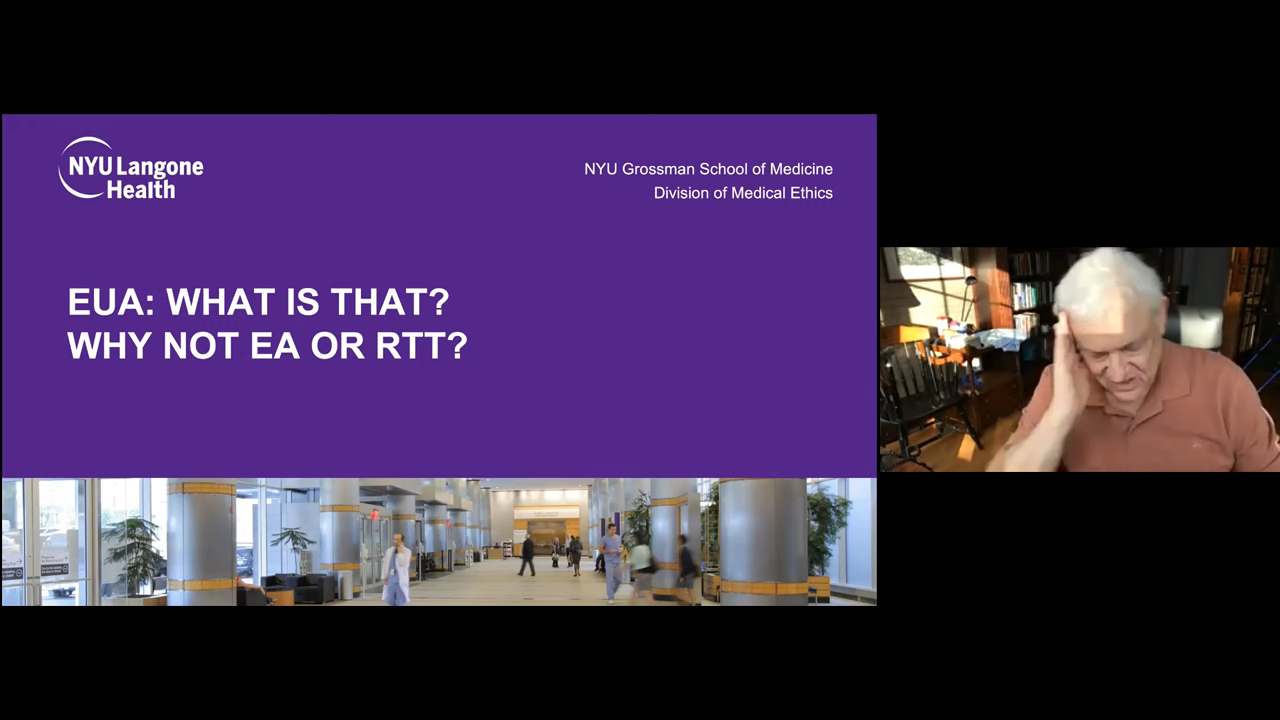 NYU Langone
Health
NYU Grossman School of Medicine
Division of Medical Ethics
EUA: WHAT IS THAT?
WHY NOT EA OR RTT?